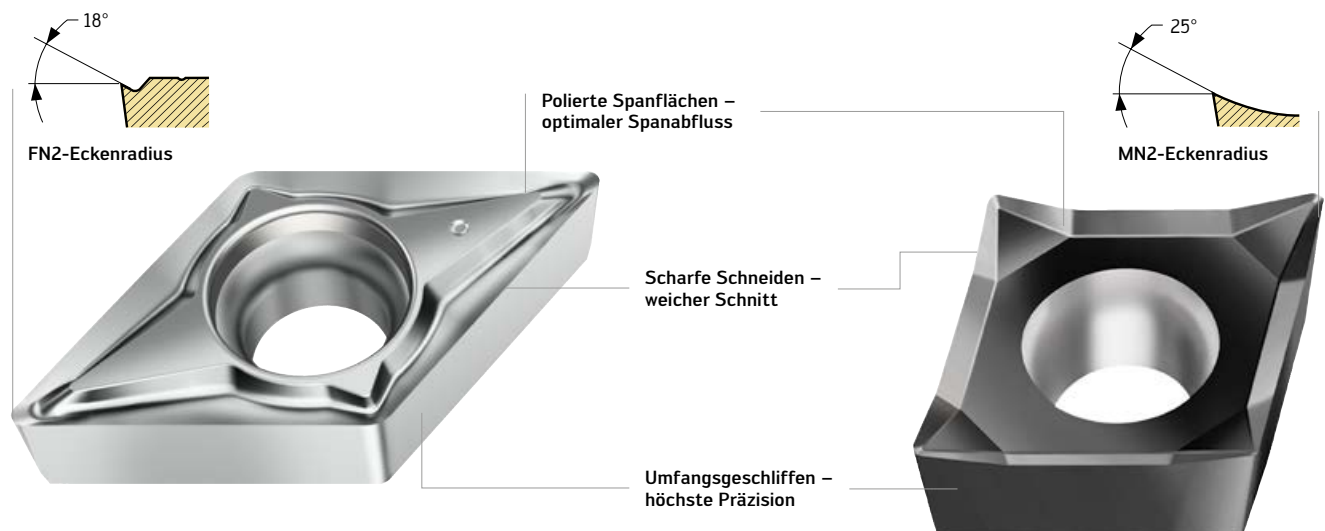 18°
FN2-Eckenradius
Polierte Spanflächen –
optimaler Spanabfluss
25°
MN2-Eckenradius
Scharfe Schneiden –
weicher Schnitt
Umfangsgeschliffen –
höchste Präzision